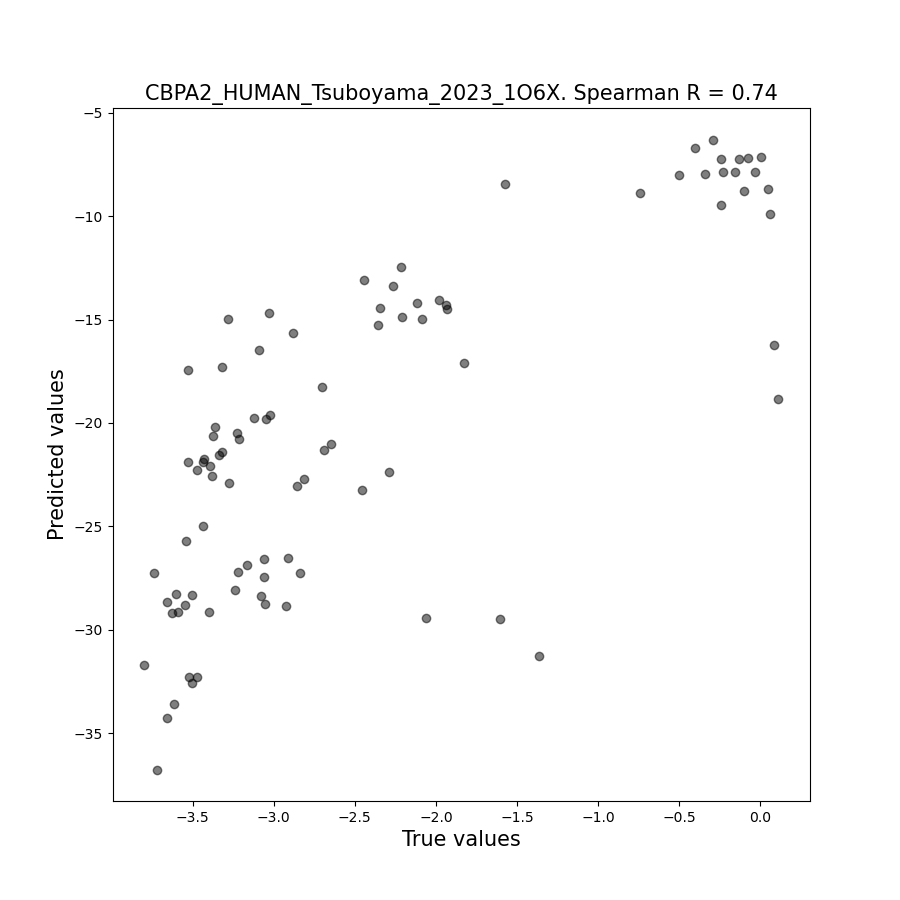 CBPA2_HUMAN_Tsuboyama_2023_1O6X. Spearman R = 0.74
−5
−10
−15
−20
−25
−30
−35
Predicted values
−3.5 −3.0 −2.5 −2.0 −1.5 −1.0 −0.5 0.0
True values